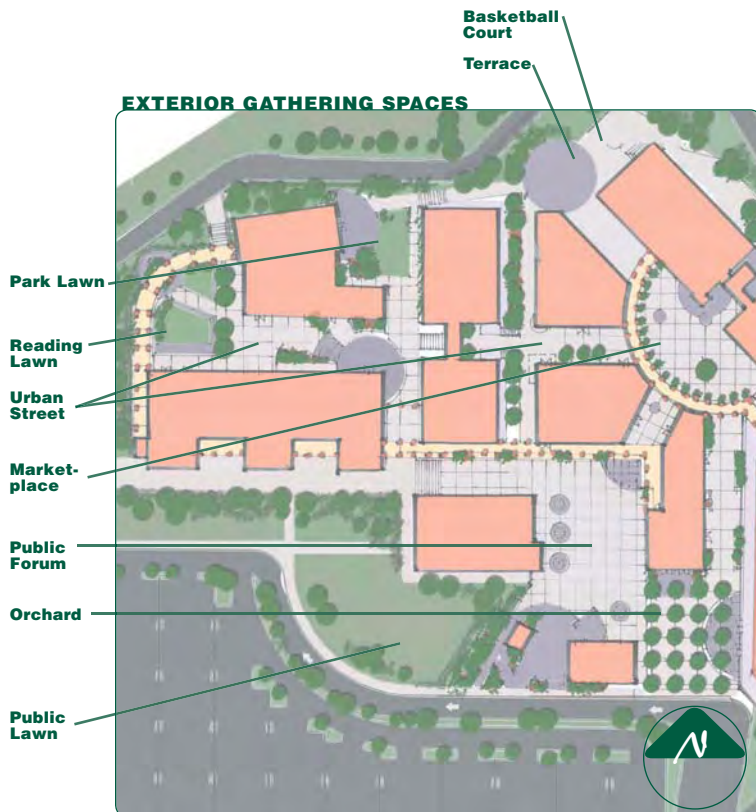 Basketball
Court
Terrace
EXTERIOR GATHERING SPACES
Park Lawn
Reading
Lawn
Urban
Street
Market-
place
Public
Forum
Orchard
Public
Lawn
N